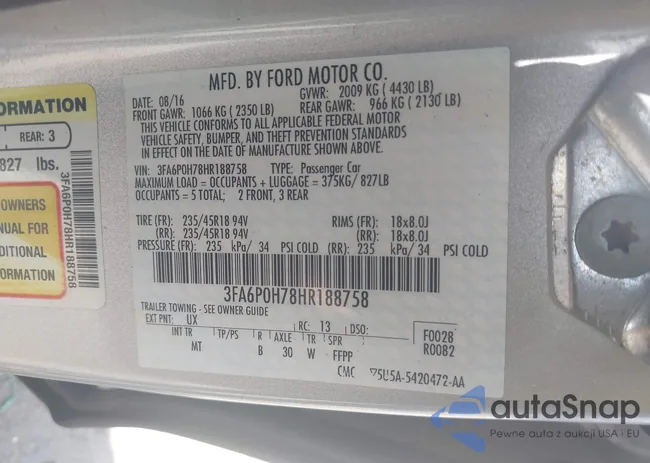 FORMATION
REAR: 3
827 lbs.
OWNERS
MANUAL FOR
ADDITIONAL
INFORMATION
3FA6P0H78HR188758
MFD. BY FORD MOTOR CO.
DATE: 08/16 GVWR: 2009 KG ( 4430 LB)
FRONT GAWR: 1066 KG ( 2350 LB) REAR GAWR: 966 KG ( 2130 LB)
THIS VEHICLE CONFORMS TO ALL APPLICABLE FEDERAL MOTOR
VEHICLE SAFETY, BUMPER, AND THEFT PREVENTION STANDARDS
IN EFFECT ON THE DATE OF MANUFACTURE SHOWN ABOVE.
VIN: 3FA6P0H78HR188758 TYPE: Passenger Car
MAXIMUM LOAD = OCCUPANTS + LUGGAGE = 375KG/ 827LB
OCCUPANTS = 5 TOTAL; 2 FRONT, 3 REAR
TIRE (FR): 235/45R18 94V RIMS (FR): 18x8.0J
(RR): 235/45R18 94V (RR): 18x8.0J
PRESSURE (FR): 235 kPa/ 34 PSI COLD (RR): 235 kPa/ 34 PSI COLD
3FA6P0H78HR188758
TRAILER TOWING - SEE OWNER GUIDE
EXT PNT: UX RC: 13 DSO: F0028
R0082
INT TR TP/PS R AXLE TR SPR
MT B 30 W FFPP
CMC 5U5A-5420472-AA
autaSnap
Pewne auta z aukcji USA i EU